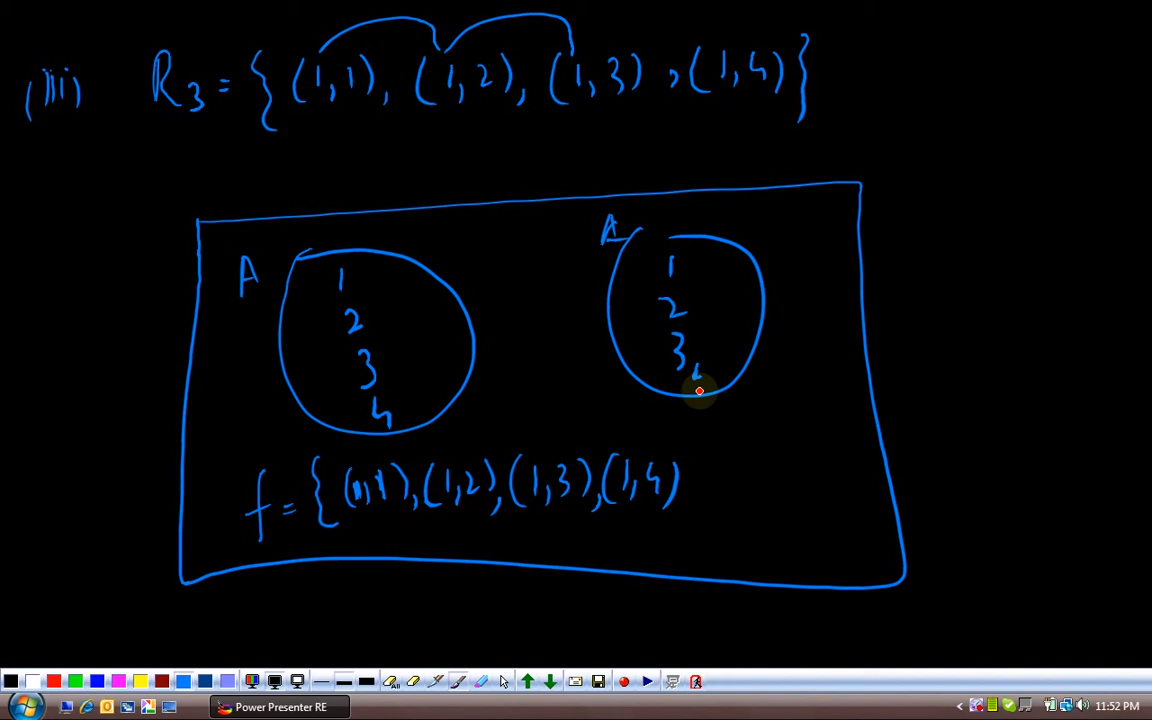 (iii) R3 = {(1,1), (1,2), (1,3) , (1,4)}
A A
1 1
2 2
3 3
4
f = {(1,1), (1,2), (1,3), (1,4)
Power Presenter RE
11:52 PM